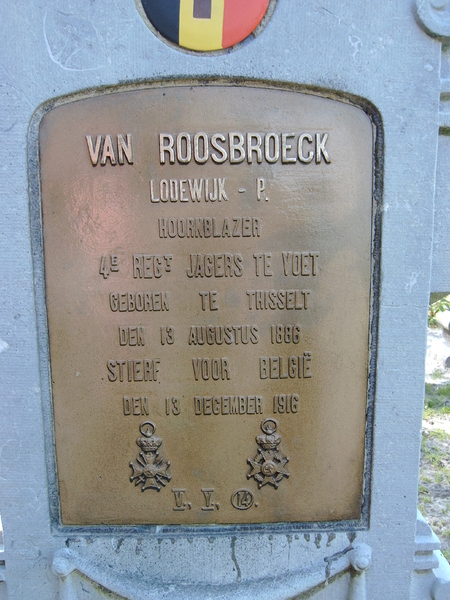 VAN ROOSBROECK
LODEWIJK - P.
HOORNBLAZER
4E REGT JAGERS TE VOET
GEBOREN TE THISSELT
DEN 13 AUGUSTUS 1886
STIERF VOOR BELGIË
DEN 13 DECEMBER 1916
V. Y. 14.